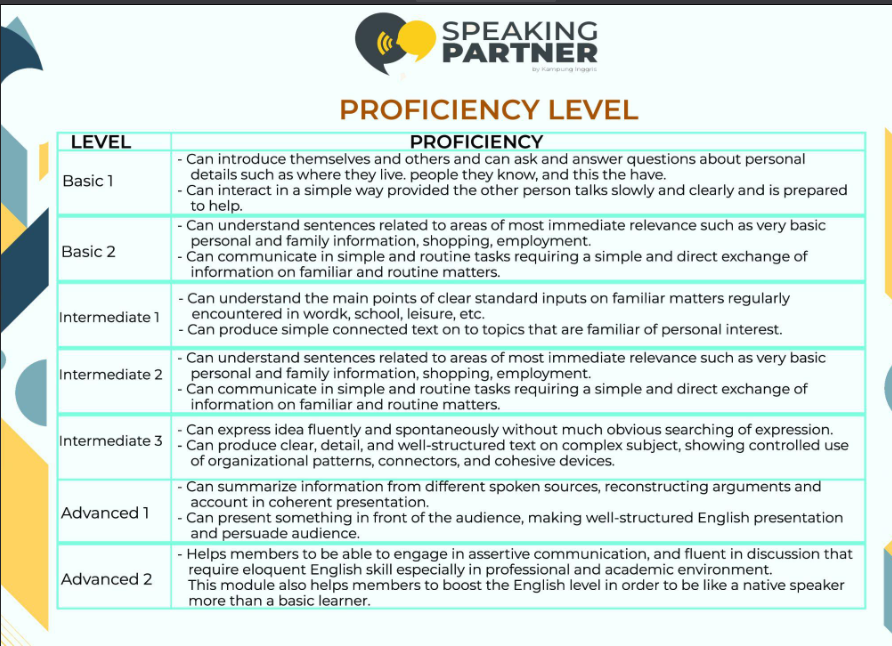 SPEAKING
PARTNER
By Kampung Inggris
PROFICIENCY LEVEL
LEVEL PROFICIENCY
Basic 1
- Can introduce themselves and others and can ask and answer questions about personal
details such as where they live. people they know, and this the have.
- Can interact in a simple way provided the other person talks slowly and clearly and is prepared
to help.
Basic 2
- Can understand sentences related to areas of most immediate relevance such as very basic
personal and family information, shopping, employment.
- Can communicate in simple and routine tasks requiring a simple and direct exchange of
information on familiar and routine matters.
Intermediate 1
- Can understand the main points of clear standard inputs on familiar matters regularly
encountered in wordk, school, leisure, etc.
- Can produce simple connected text on to topics that are familiar of personal interest.
Intermediate 2
- Can understand sentences related to areas of most immediate relevance such as very basic
personal and family information, shopping, employment.
- Can communicate in simple and routine tasks requiring a simple and direct exchange of
information on familiar and routine matters.
Intermediate 3
- Can express idea fluently and spontaneously without much obvious searching of expression.
- Can produce clear, detail, and well-structured text on complex subject, showing controlled use
of organizational patterns, connectors, and cohesive devices.
Advanced 1
- Can summarize information from different spoken sources, reconstructing arguments and
account in coherent presentation.
- Can present something in front of the audience, making well-structured English presentation
and persuade audience.
Advanced 2
- Helps members to be able to engage in assertive communication, and fluent in discussion that
require eloquent English skill especially in professional and academic environment.
This module also helps members to boost the English level in order to be like a native speaker
more than a basic learner.